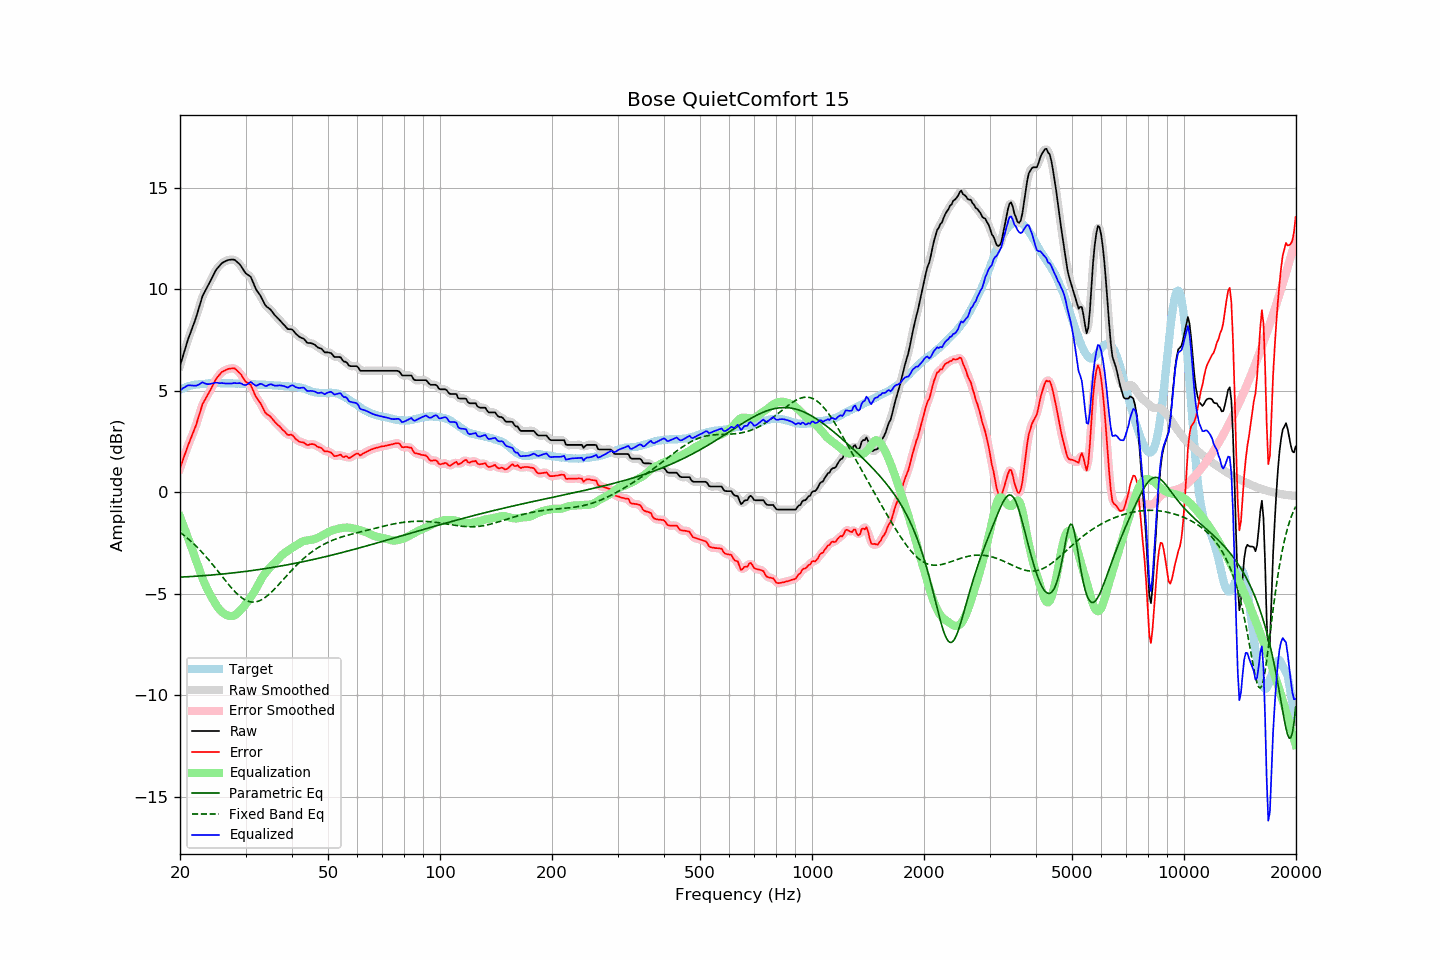 Bose QuietComfort 15
Amplitude (dBr)
15
10
5
0
−5
−10
−15
Target
Raw Smoothed
Error Smoothed
Raw
Error
Equalization
Parametric Eq
Fixed Band Eq
Equalized
20 50 100 200 500 1000 2000 5000 10000 20000
Frequency (Hz)